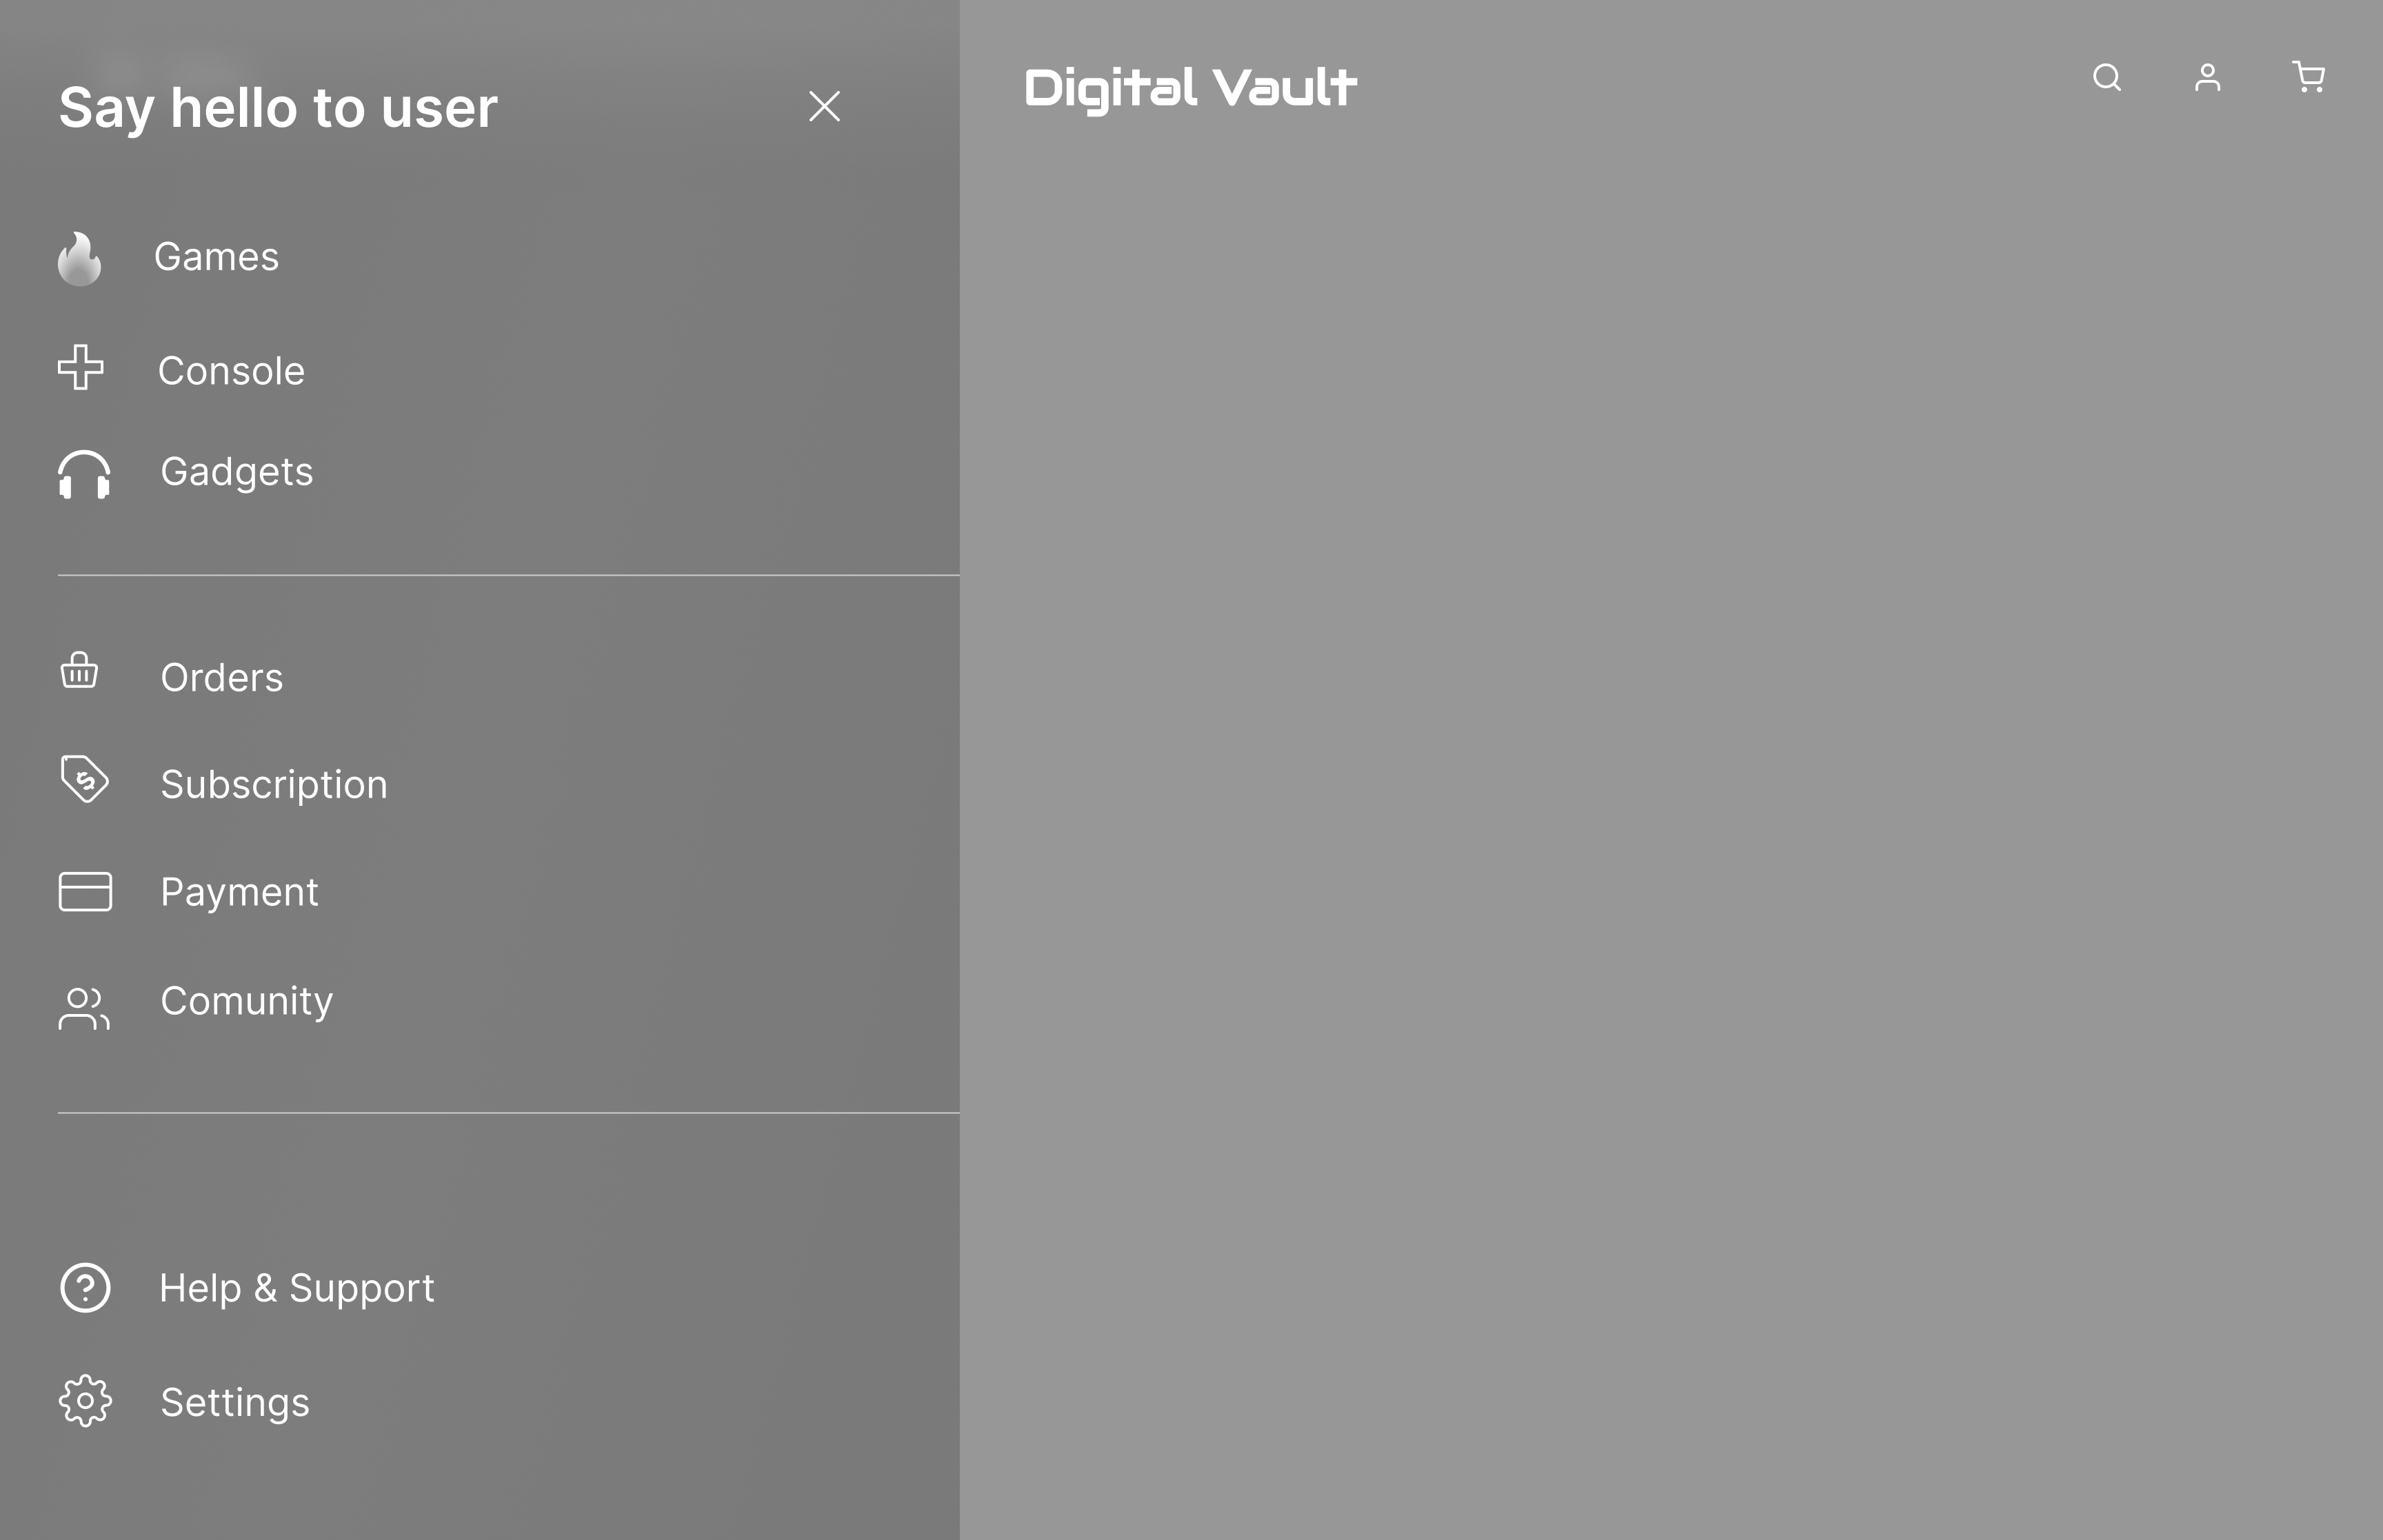 Say hello to user
Digital Vault
Games
Console
Gadgets
Orders
Subscription
Payment
Comunity
Help & Support
Settings